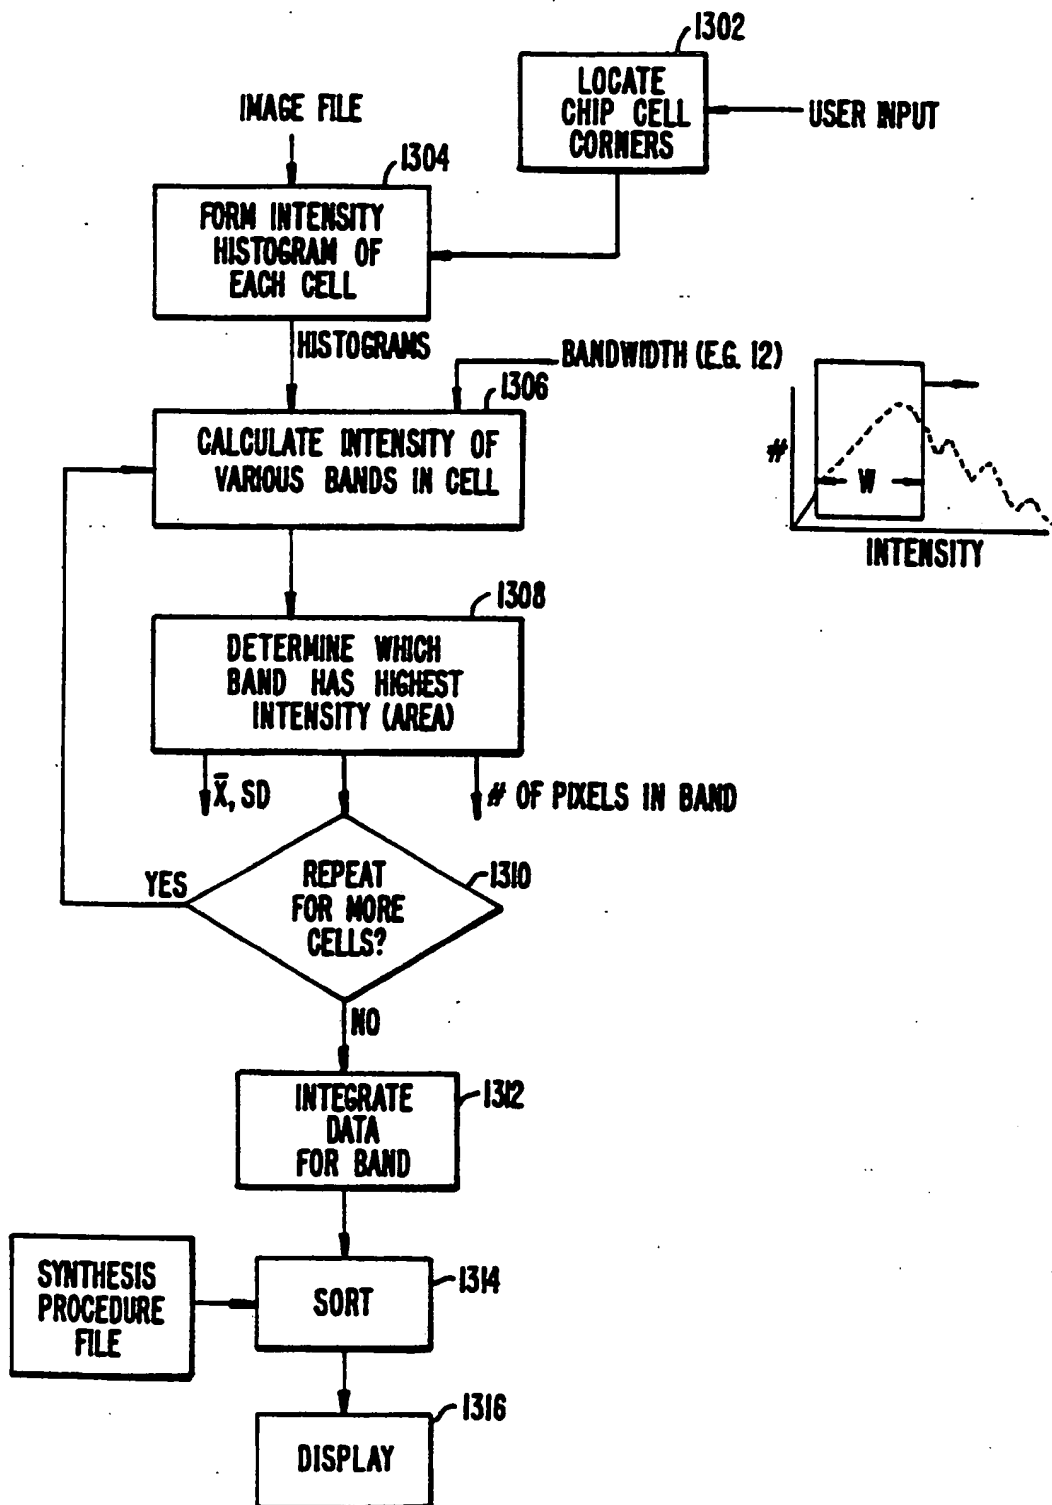 1302
LOCATE
CHIP CELL
CORNERS
USER INPUT
IMAGE FILE
1304
FORM INTENSITY
HISTOGRAM OF
EACH CELL
HISTOGRAMS
BANDWIDTH (E.G. 12)
1306
CALCULATE INTENSITY OF
VARIOUS BANDS IN CELL
#
W
INTENSITY
1308
DETERMINE WHICH
BAND HAS HIGHEST
INTENSITY (AREA)
X̄, SD
# OF PIXELS IN BAND
1310
YES
REPEAT
FOR MORE
CELLS?
NO
1312
INTEGRATE
DATA
FOR BAND
SYNTHESIS
PROCEDURE
FILE
1314
SORT
1316
DISPLAY